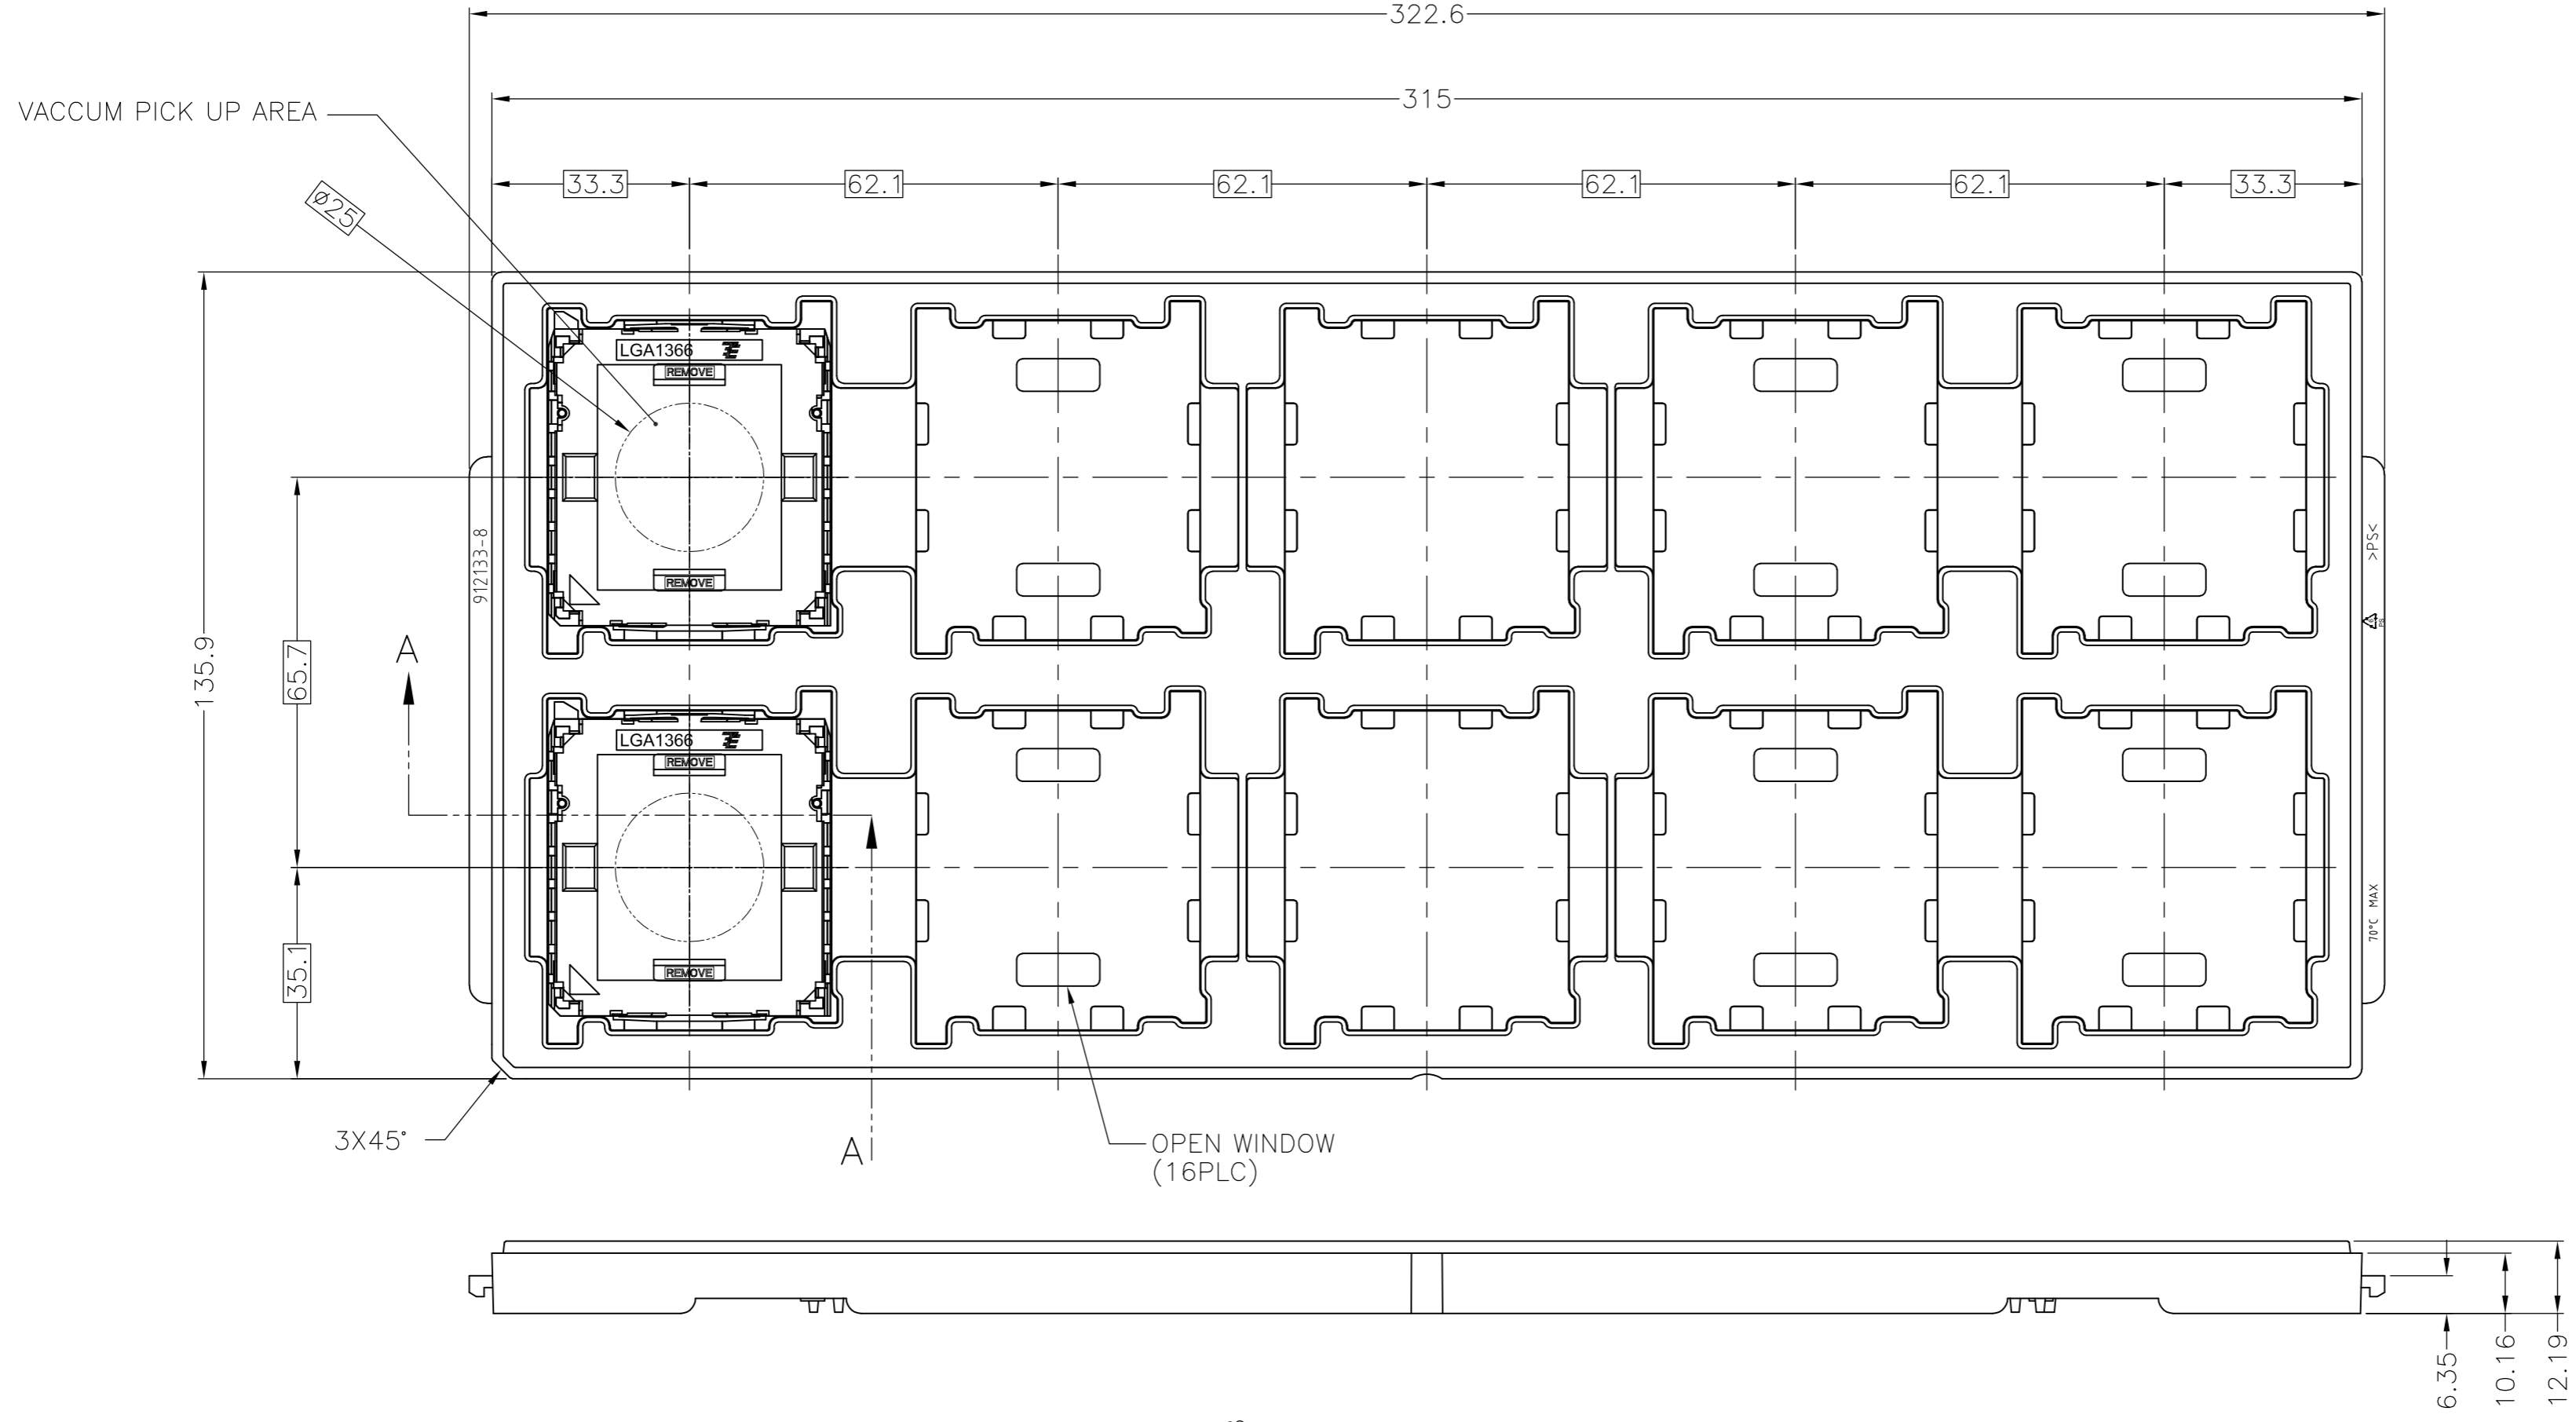 322.6
315
VACCUM PICK UP AREA
33.3
62.1
62.1
62.1
62.1
33.3
Ø25
LGA1366
REMOVE
REMOVE
912133-8
>PS<
PS
135.9
65.7
A
LGA1366
REMOVE
REMOVE
70°C MAX
35.1
3X45°
A
OPEN WINDOW
(16PLC)
6.35
10.16
12.19